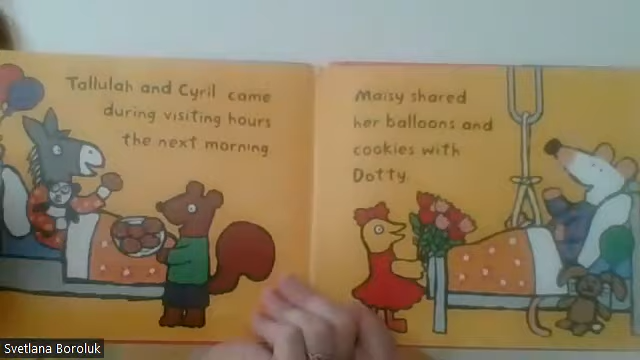 Tallulah and Cyril came
during visiting hours
the next morning.
Maisy shared
her balloons and
cookies with
Dotty.
Svetlana Boroluk